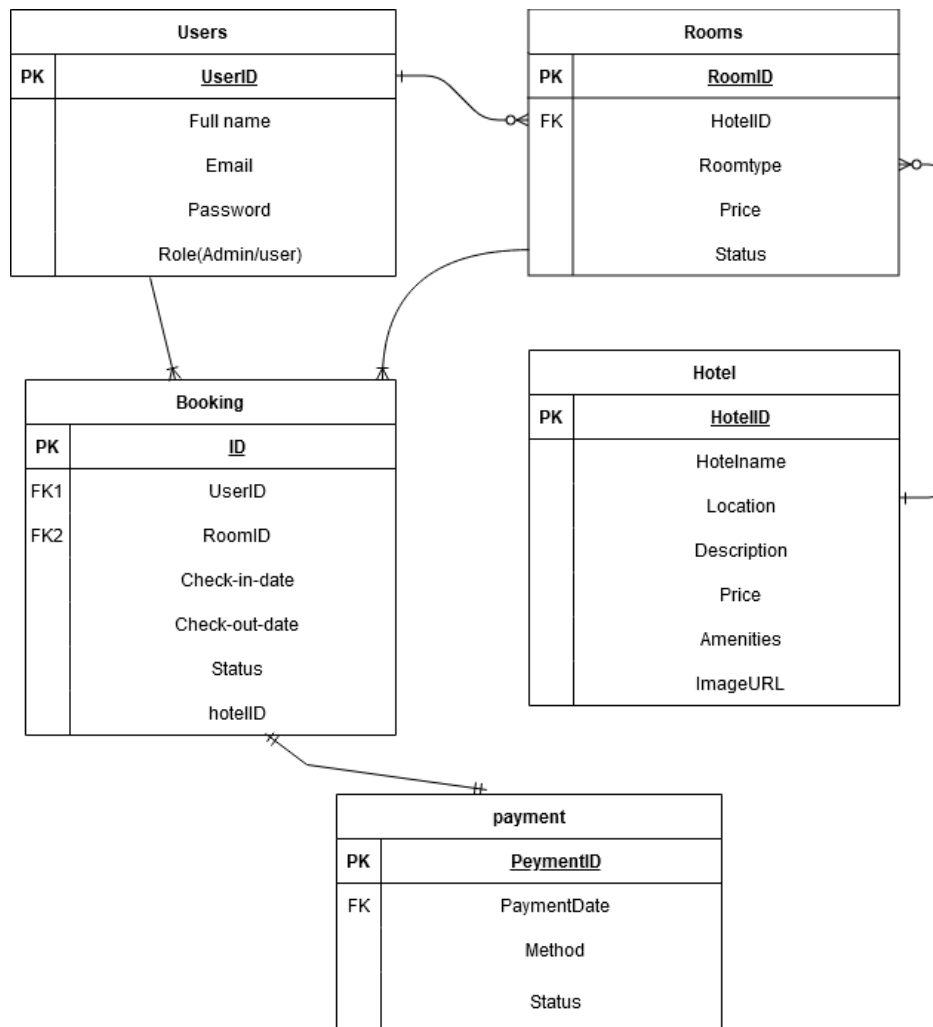 Users
PK UserID
Full name
Email
Password
Role(Admin/user)
Rooms
PK RoomID
FK HotelID
Roomtype
Price
Status
Booking
PK ID
FK1 UserID
FK2 RoomID
Check-in-date
Check-out-date
Status
hotelID
Hotel
PK HotelID
Hotelname
Location
Description
Price
Amenities
ImageURL
payment
PK PeymentID
FK PaymentDate
Method
Status